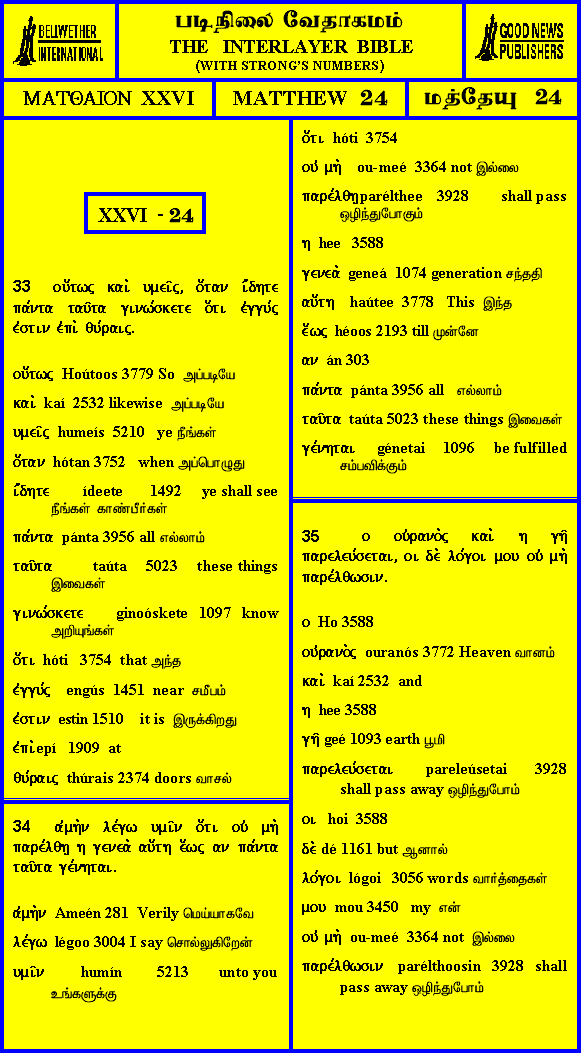 BELLWETHER
INTERNATIONAL
படிநிலை வேதாகமம்
THE INTERLAYER BIBLE
(WITH STRONG'S NUMBERS)
GOOD NEWS
PUBLISHERS
ΜΑΤΘΑΙΟΝ XXVI
MATTHEW 24
மத்தேயு 24
XXVI - 24
33 οὕτως καὶ υμεῖς, ὅταν ἴδητε
πάντα ταῦτα γινώσκετε ὅτι ἐγγύς
ἐστιν ἐπὶ θύραις.
οὕτως Hoútoos 3779 So அப்படியே
καὶ kaí 2532 likewise அப்படியே
υμεῖς humeís 5210 ye நீங்கள்
ὅταν hótan 3752 when அப்பொழுது
ἴδητε ídeete 1492 ye shall see
நீங்கள் காண்பீர்கள்
πάντα pánta 3956 all எல்லாம்
ταῦτα taúta 5023 these things
இவைகள்
γινώσκετε ginoóskete 1097 know
அறியுங்கள்
ὅτι hóti 3754 that அந்த
ἐγγύς engús 1451 near சமீபம்
ἐστιν estin 1510 it is இருக்கிறது
ἐπὶ epí 1909 at
θύραις thúrais 2374 doors வாசல்
34 ἀμὴν λέγω υμῖν ὅτι οὐ μὴ
παρέλθῃ η γενεὰ αὕτη ἕως αν πάντα
ταῦτα γένηται..
ἀμὴν Ameén 281 Verily மெய்யாகவே
λέγω légoo 3004 I say சொல்லுகிறேன்
υμῖν humín 5213 unto you
உங்களுக்கு
ὅτι hóti 3754
οὐ μὴ ou-meé 3364 not இல்லை
παρέλθῃ parélthee 3928 shall pass
ஒழிந்துபோகும்
η hee 3588
γενεὰ geneá 1074 generation சந்ததி
αὕτη haútee 3778 This இந்த
ἕως héoos 2193 till முன்னே
αν án 303
πάντα pánta 3956 all எல்லாம்
ταῦτα taúta 5023 these things இவைகள்
γένηται génetai 1096 be fulfilled
சம்பவிக்கும்
35 ο οὐρανὸς καὶ η γῆ
παρελεύσεται, οι δὲ λόγοι μου οὐ μὴ
παρέλθωσιν.
ο Ho 3588
οὐρανὸς ouranós 3772 Heaven வானம்
καὶ kaí 2532 and
η hee 3588
γῆ geé 1093 earth பூமி
παρελεύσεται pareleúsetai 3928
shall pass away ஒழிந்துபோம்
οι hoi 3588
δὲ dé 1161 but ஆனால்
λόγοι lógoi 3056 words வார்த்தைகள்
μου mou 3450 my என்
οὐ μὴ ou-meé 3364 not இல்லை
παρέλθωσιν parélthoosin 3928 shall
pass away ஒழிந்துபோம்